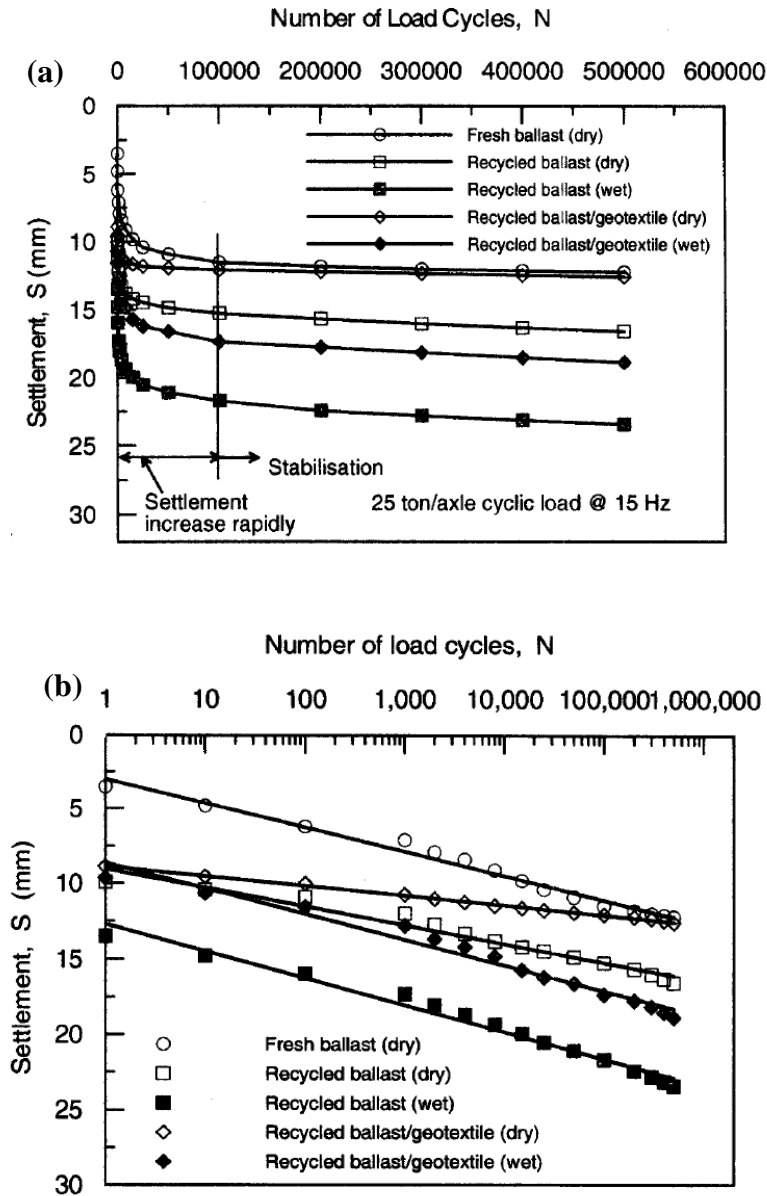 Number of Load Cycles, N
(a)
0 100000 200000 300000 400000 500000 600000
0
5
10
15
20
25
30
Settlement, S (mm)
Fresh ballast (dry)
Recycled ballast (dry)
Recycled ballast (wet)
Recycled ballast/geotextile (dry)
Recycled ballast/geotextile (wet)
Stabilisation
Settlement
increase rapidly
25 ton/axle cyclic load @ 15 Hz
Number of load cycles, N
(b)
1 10 100 1,000 10,000 100,000 1,000,000
0
5
10
15
20
25
30
Settlement, S (mm)
Fresh ballast (dry)
Recycled ballast (dry)
Recycled ballast (wet)
Recycled ballast/geotextile (dry)
Recycled ballast/geotextile (wet)